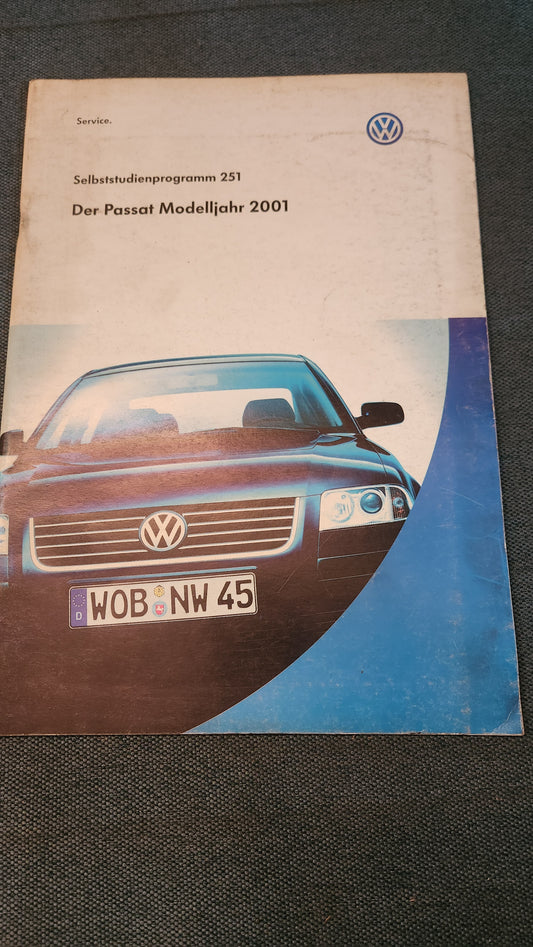 Service.
Selbststudienprogramm 251
Der Passat Modelljahr 2001
D WOB NW 45